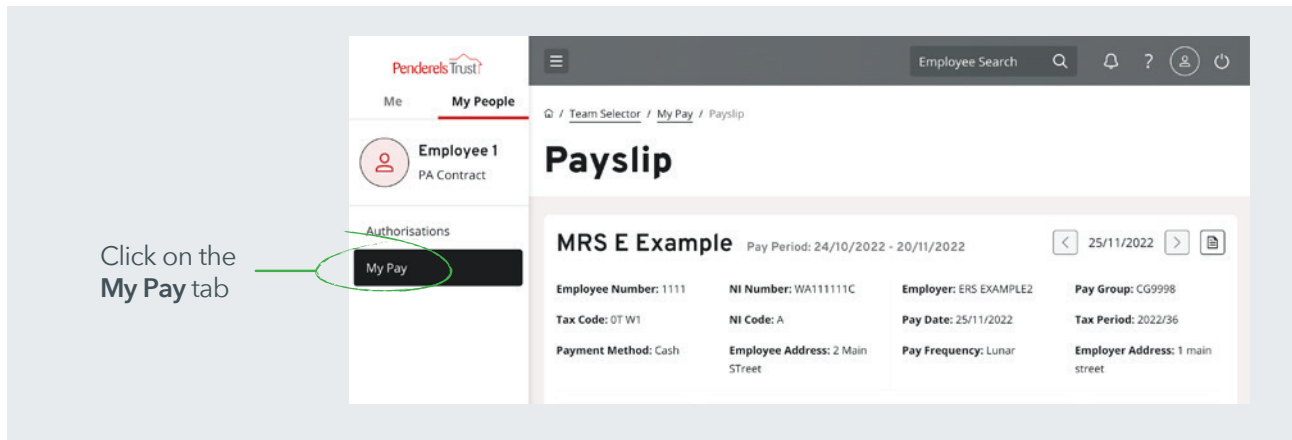 Click on the
My Pay tab
Penderels Trust
Me My People
Employee 1
PA Contract
Authorisations
My Pay
Employee Search ?
/ Team Selector / My Pay / Payslip
Payslip
MRS E Example Pay Period: 24/10/2022 - 20/11/2022 < 25/11/2022 >
Employee Number: 1111 NI Number: WA111111C Employer: ERS EXAMPLE2 Pay Group: CG9998
Tax Code: 0T W1 NI Code: A Pay Date: 25/11/2022 Tax Period: 2022/36
Payment Method: Cash Employee Address: 2 Main Pay Frequency: Lunar Employer Address: 1 main
STreet street